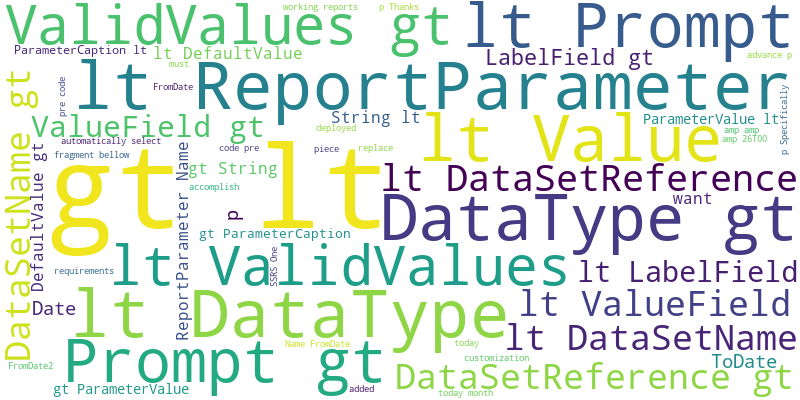 ValidValues gt
working reports
p Thanks
lt Prompt
ParameterCaption lt
lt DefaultValue
must
LabelField gt
advance p
lt ReportParameter
FromDate
pre code
DataSetName gt
ValueField gt
String lt
ParameterValue lt
p Specifically
deployed
lt Value
amp amp
amp 26TDO
automatically select
code pre
piece
replace
fragment bellow
DefaultValue gt
ReportParameter Name
gt String
lt DataSetReference
gt
lt
accomplish
want
p
DataType gt
gt ParameterCaption
lt ValidValues
SSRS One
requirements
lt LabelField
lt DataType
Date
lt ValueField
lt DataSetName
Name FromDate
today
Prompt gt
customization
ToDate
FromDate2
DataSetReference gt
gt ParameterValue
added
today month